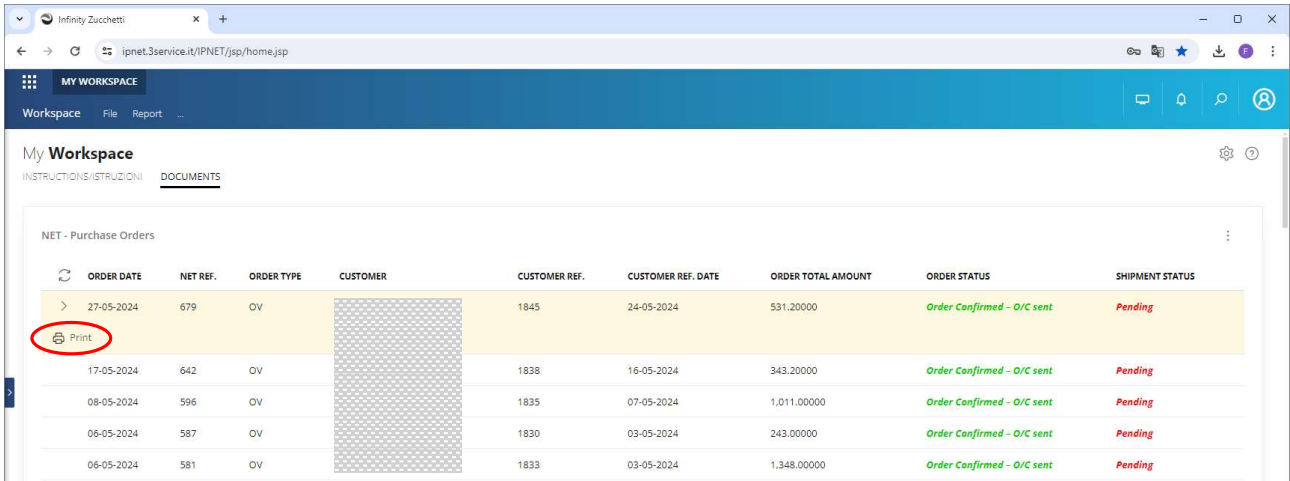 Infinity Zucchetti
ipnet.3service.it/IPNET/jsp/home.jsp
F
MY WORKSPACE
Workspace File Report ...
My Workspace
INSTRUCTIONS/ISTRUZIONI DOCUMENTS
NET - Purchase Orders
ORDER DATE NET REF. ORDER TYPE CUSTOMER CUSTOMER REF. CUSTOMER REF. DATE ORDER TOTAL AMOUNT ORDER STATUS SHIPMENT STATUS
27-05-2024 679 OV 1845 24-05-2024 531.20000 Order Confirmed – O/C sent Pending
Print
17-05-2024 642 OV 1838 16-05-2024 343.20000 Order Confirmed – O/C sent Pending
08-05-2024 596 OV 1835 07-05-2024 1,011.00000 Order Confirmed – O/C sent Pending
06-05-2024 587 OV 1830 03-05-2024 243.00000 Order Confirmed – O/C sent Pending
06-05-2024 581 OV 1833 03-05-2024 1,348.00000 Order Confirmed – O/C sent Pending